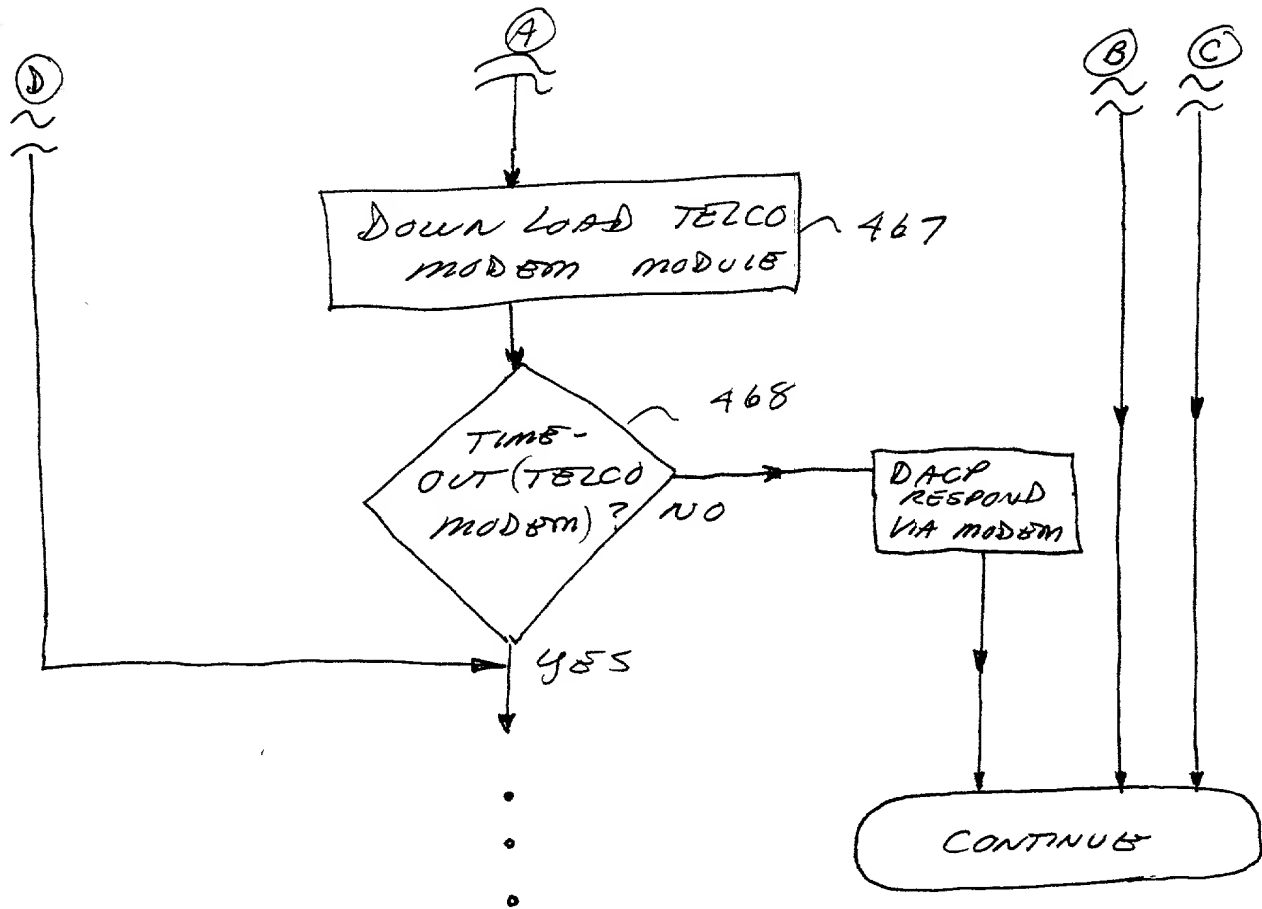 A
D
B
C
DOWN LOAD TELCO
MODEM MODULE
467
468
TIME-
OUT (TELCO
MODEM)?
NO
DACP
RESPOND
VIA MODEM
YES
CONTINUE